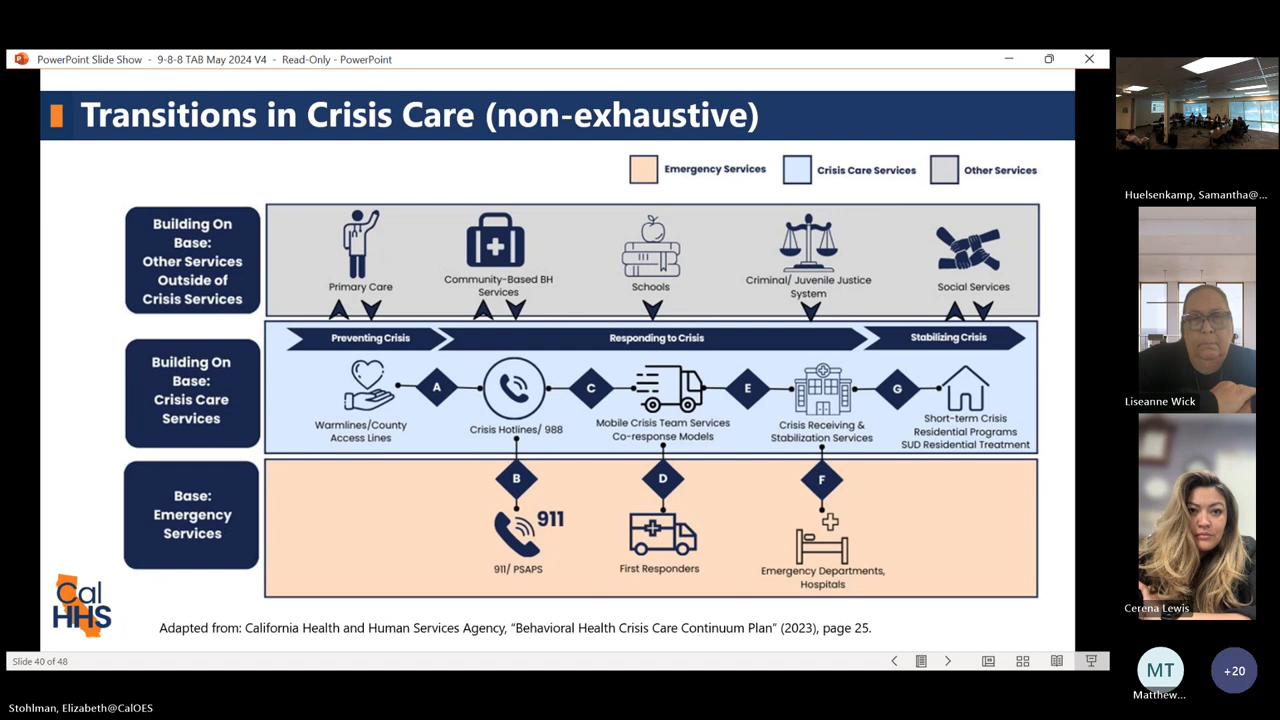 PowerPoint Slide Show - 9-8-8 TAB May 2024 V4 - Read-Only - PowerPoint
Transitions in Crisis Care (non-exhaustive)
Emergency Services
Crisis Care Services
Other Services
Building On
Base:
Other Services
Outside of
Crisis Services
Primary Care
Community-Based BH
Services
Schools
Criminal/ Juvenile Justice
System
Social Services
Building On
Base:
Crisis Care
Services
Preventing Crisis
Responding to Crisis
Stabilizing Crisis
A
C
E
G
Warmlines/County
Access Lines
Crisis Hotlines/ 988
Mobile Crisis Team Services
Co-response Models
Crisis Receiving &
Stabilization Services
Short-term Crisis
Residential Programs
SUD Residential Treatment
Base:
Emergency
Services
B
D
F
911
911/ PSAPS
First Responders
Emergency Departments,
Hospitals
Cal
HHS
Adapted from: California Health and Human Services Agency, “Behavioral Health Crisis Care Continuum Plan” (2023), page 25.
Slide 40 of 48
Huelsenkamp, Samantha@...
Liseanne Wick
Cerena Lewis
MT
Matthew...
+20
Stohlman, Elizabeth@CalOES